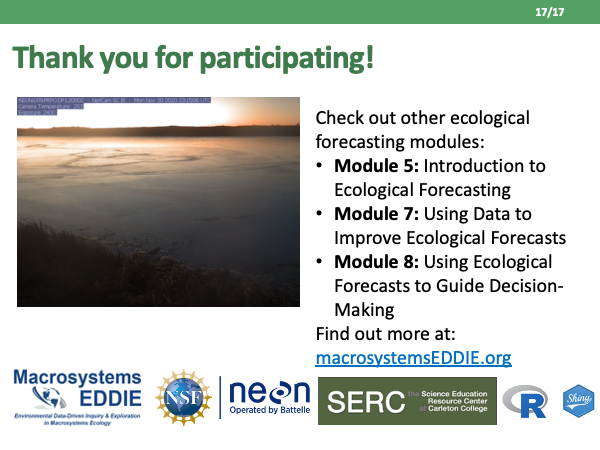 17/17
Thank you for participating!
Check out other ecological
forecasting modules:
• Module 5: Introduction to
Ecological Forecasting
• Module 7: Using Data to
Improve Ecological Forecasts
• Module 8: Using Ecological
Forecasts to Guide Decision-
Making
Find out more at:
macrosystemsEDDIE.org
Macrosystems
EDDIE
Environmental Data-Driven Inquiry & Exploration
in Macrosystems Ecology
NSF
neon
Operated by Battelle
SERC
the Science Education
Resource Center
at Carleton College
R
Shiny